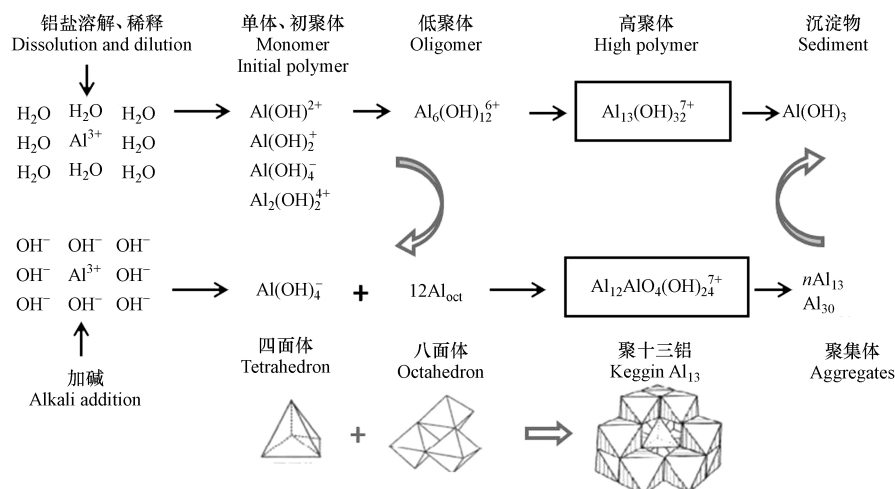 铝盐溶解、稀释
Dissolution and dilution
单体、初聚体
Monomer
Initial polymer
低聚体
Oligomer
高聚体
High polymer
沉淀物
Sediment
H₂O H₂O H₂O
H₂O Al³⁺ H₂O
H₂O H₂O H₂O
Al(OH)²⁺
Al(OH)₂⁺
Al(OH)₄⁻
Al₂(OH)₂⁴⁺
Al₆(OH)₁₂⁶⁺
Al₁₃(OH)₃₂⁷⁺
Al(OH)₃
OH⁻ OH⁻ OH⁻
OH⁻ Al³⁺ OH⁻
OH⁻ OH⁻ OH⁻
Al(OH)₄⁻ + 12Al_oct
Al₁₂AlO₄(OH)₂₄⁷⁺
nAl₁₃
Al₃₀
加碱
Alkali addition
四面体
Tetrahedron
八面体
Octahedron
聚十三铝
Keggin Al₁₃
聚集体
Aggregates
+